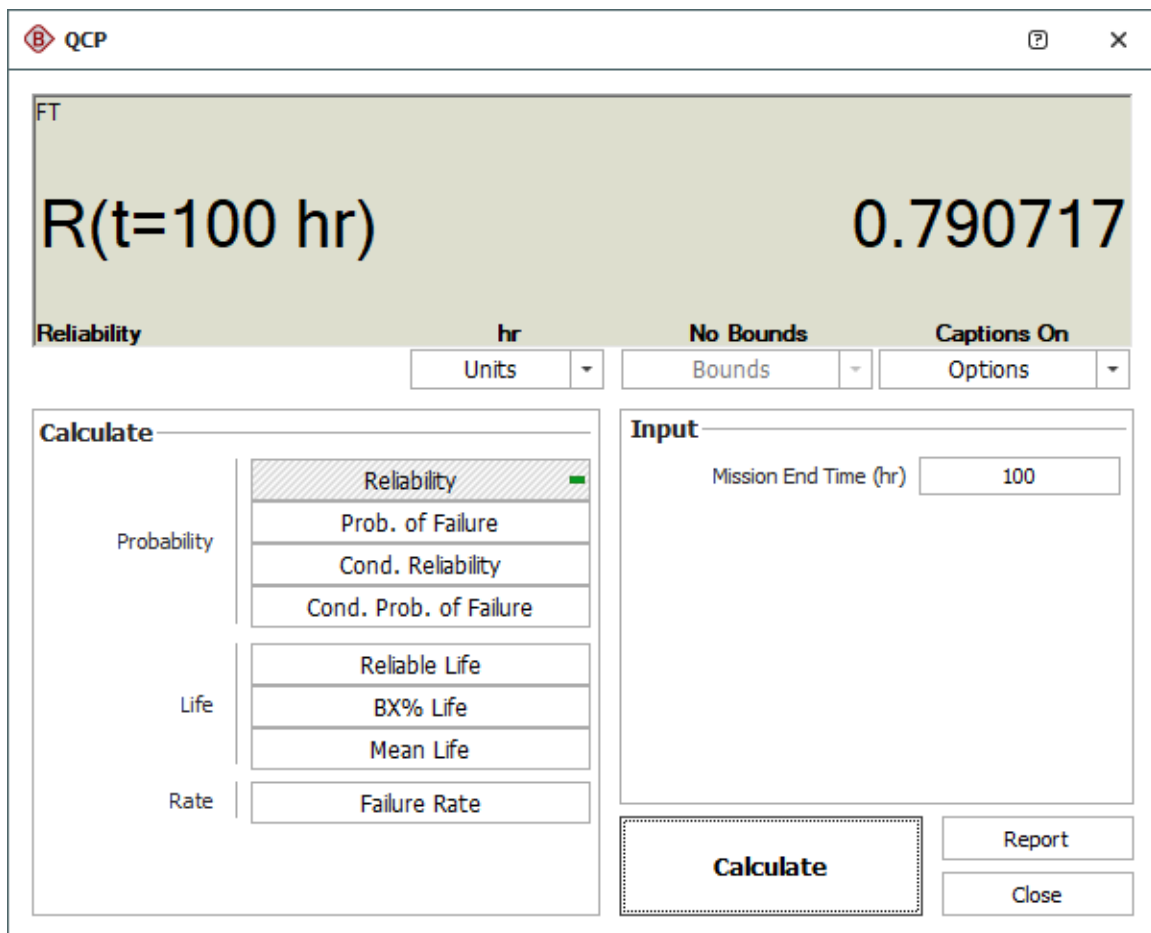 B QCP
FT
R(t=100 hr) 0.790717
Reliability hr No Bounds Captions On
Units Bounds Options
Calculate
Probability
Reliability
Prob. of Failure
Cond. Reliability
Cond. Prob. of Failure
Life
Reliable Life
BX% Life
Mean Life
Rate
Failure Rate
Input
Mission End Time (hr) 100
Calculate
Report
Close